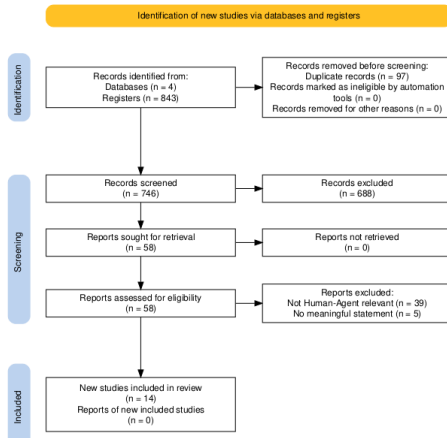 Identification of new studies via databases and registers
Identification
Records identified from:
Databases (n = 4)
Registers (n = 843)
Records removed before screening:
Duplicate records (n = 97)
Records marked as ineligible by automation
tools (n = 0)
Records removed for other reasons (n = 0)
Screening
Records screened
(n = 746)
Records excluded
(n = 688)
Reports sought for retrieval
(n = 58)
Reports not retrieved
(n = 0)
Reports assessed for eligibility
(n = 58)
Reports excluded:
Not Human-Agent relevant (n = 39)
No meaningful statement (n = 5)
Included
New studies included in review
(n = 14)
Reports of new included studies
(n = 0)